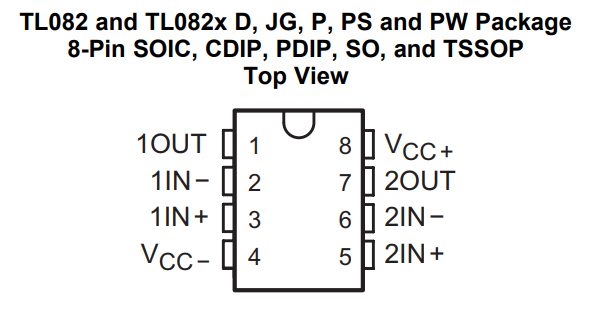 TL082 and TL082x D, JG, P, PS and PW Package
8-Pin SOIC, CDIP, PDIP, SO, and TSSOP
Top View
1OUT 1 8 VCC+
1IN− 2 7 2OUT
1IN+ 3 6 2IN−
VCC− 4 5 2IN+